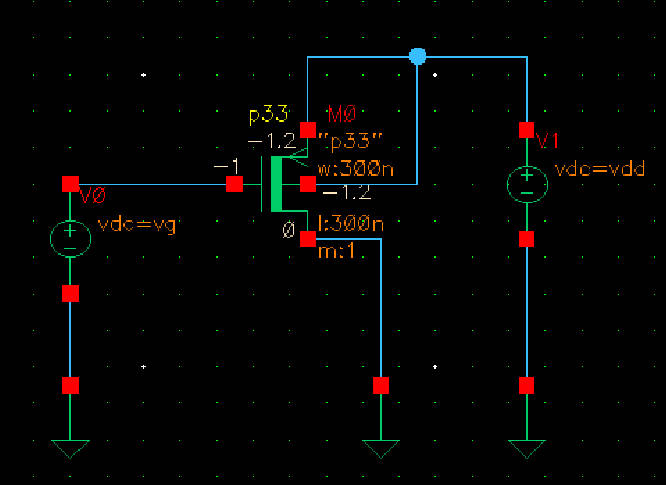 p33
M0
-1.2
"p33"
-1
w:300n
-1.2
V0
vdc=vg
0
l:300n
m:1
V1
vdc=vdd